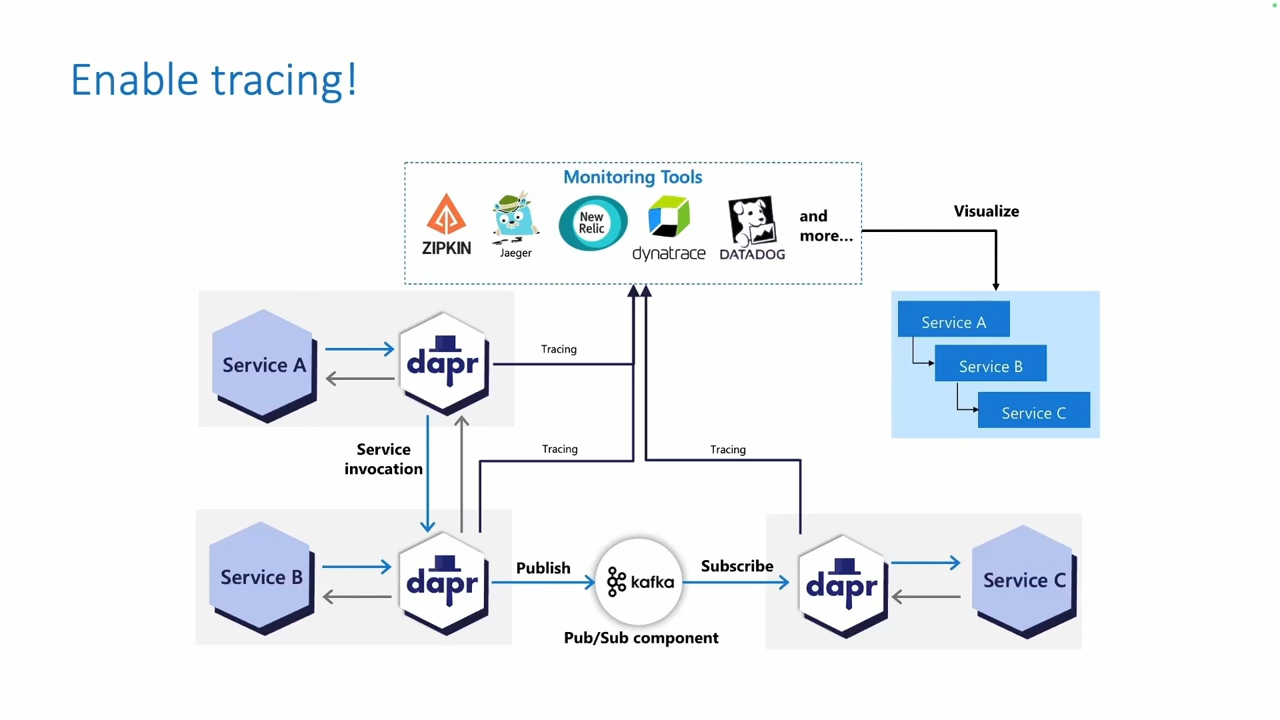 Enable tracing!
Monitoring Tools
ZIPKIN
Jaeger
New
Relic
dynatrace
DATADOG
and
more...
Visualize
Service A
Service B
Service C
Service A
dapr
Tracing
Service
invocation
Tracing
Tracing
Service B
dapr
Publish
kafka
Subscribe
dapr
Service C
Pub/Sub component